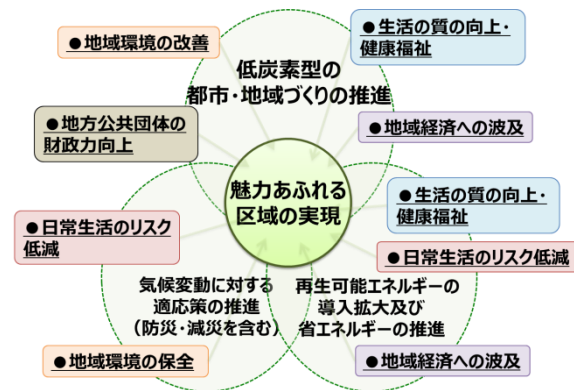 ●地域環境の改善
●生活の質の向上・
健康福祉
低炭素型の
都市・地域づくりの推進
●地方公共団体の
財政力向上
●地域経済への波及
魅力あふれる
区域の実現
●生活の質の向上・
健康福祉
●日常生活のリスク
低減
●日常生活のリスク低減
気候変動に対する
適応策の推進
（防災・減災を含む）
再生可能エネルギーの
導入拡大及び
省エネルギーの推進
●地域環境の保全
●地域経済への波及